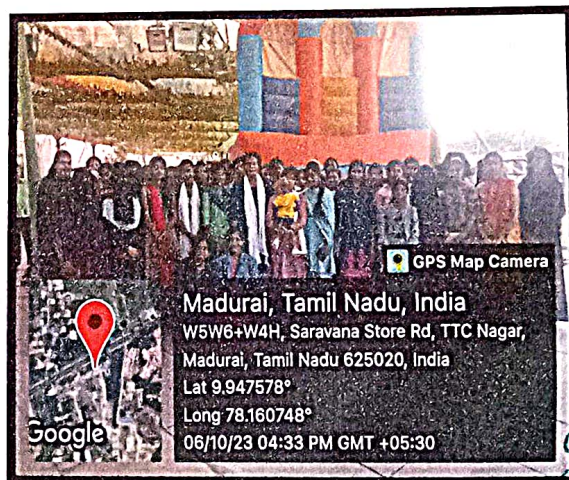 GPS Map Camera
Madurai, Tamil Nadu, India
W5W6+W4H, Saravana Store Rd, TTC Nagar,
Madurai, Tamil Nadu 625020, India
Lat 9.947578°
Long 78.160748°
06/10/23 04:33 PM GMT +05:30
Google